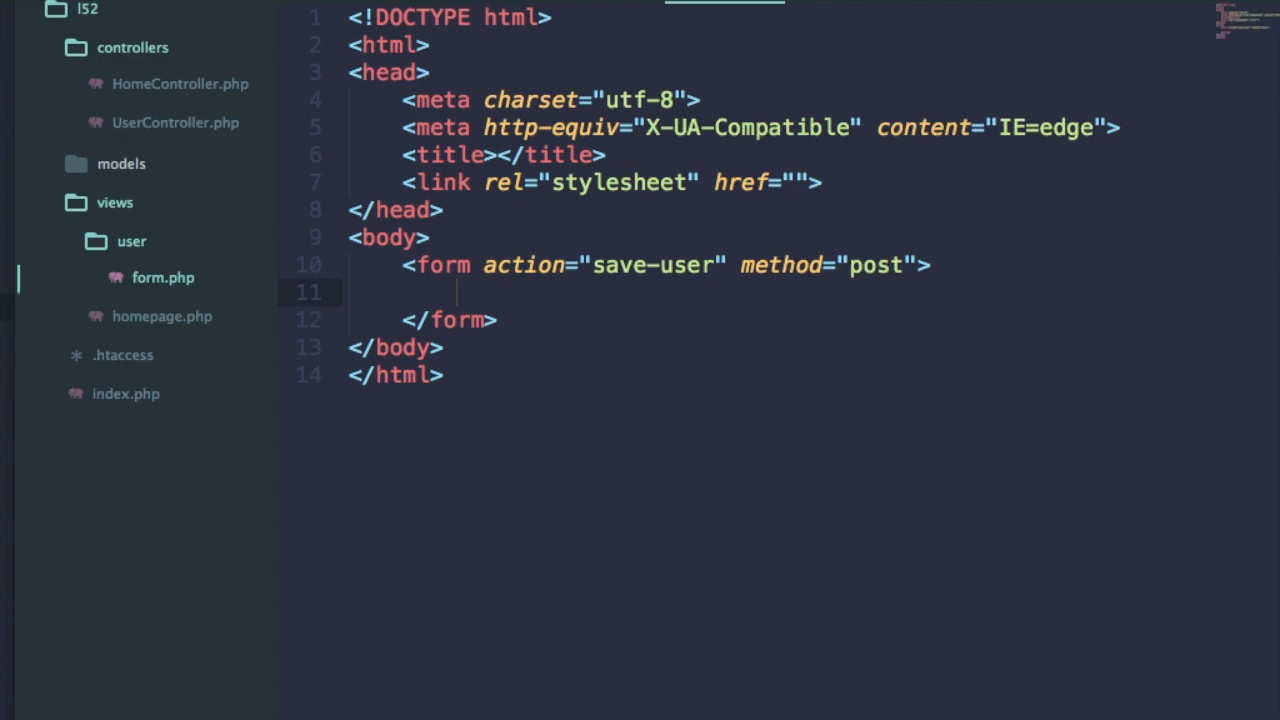 l52
controllers
HomeController.php
UserController.php
models
views
user
form.php
homepage.php
.htaccess
index.php
1 <!DOCTYPE html>
2 <html>
3 <head>
4 <meta charset="utf-8">
5 <meta http-equiv="X-UA-Compatible" content="IE=edge">
6 <title></title>
7 <link rel="stylesheet" href="">
8 </head>
9 <body>
10 <form action="save-user" method="post">
11
12 </form>
13 </body>
14 </html>